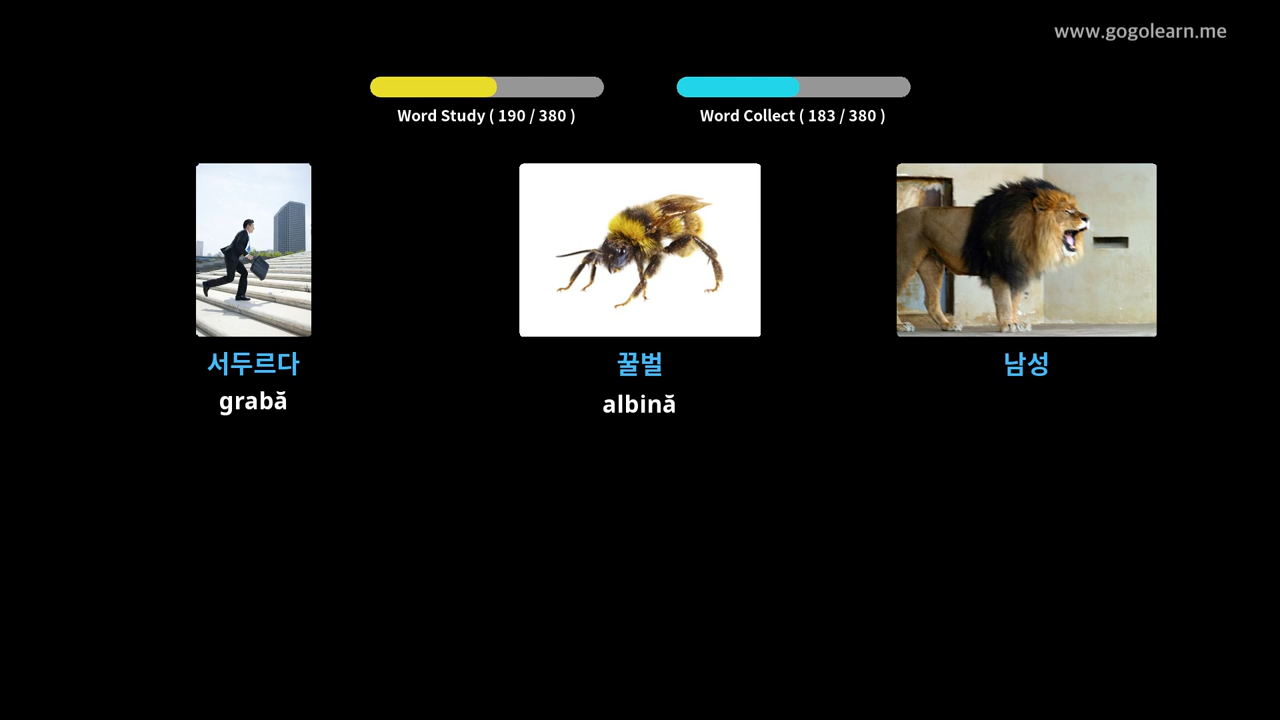 www.gogolearn.me
Word Study ( 190 / 380 )
Word Collect ( 183 / 380 )
서두르다
grabă
꿀벌
albină
남성